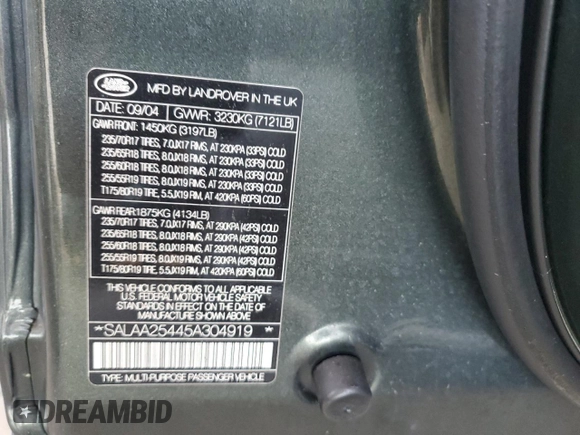 LAND ROVER
MFD BY LANDROVER IN THE UK
DATE: 09/04 GVWR: 3230KG (7121LB)
GAWR FRONT: 1450KG (3197LB)
235/70R17 TIRES, 7.0JX17 RIMS, AT 230KPA (33PSI) COLD
235/65R18 TIRES, 8.0JX18 RIMS, AT 230KPA (33PSI) COLD
255/60R18 TIRES, 8.0JX18 RIMS, AT 230KPA (33PSI) COLD
255/55R19 TIRES, 8.0JX19 RIMS, AT 230KPA (33PSI) COLD
T175/80R19 TIRE, 5.5JX19 RIM, AT 420KPA (60PSI) COLD
GAWR REAR:1875KG (4134LB)
235/70R17 TIRES, 7.0JX17 RIMS, AT 290KPA (42PSI) COLD
235/65R18 TIRES, 8.0JX18 RIMS, AT 290KPA (42PSI) COLD
255/60R18 TIRES, 8.0JX18 RIMS, AT 290KPA (42PSI) COLD
255/55R19 TIRES, 8.0JX19 RIMS, AT 290KPA (42PSI) COLD
T175/80R19 TIRE, 5.5JX19 RIM, AT 420KPA (60PSI) COLD
THIS VEHICLE CONFORMS TO ALL APPLICABLE
U.S. FEDERAL MOTOR VEHICLE SAFETY
STANDARDS IN EFFECT ON THE DATE OF
MANUFACTURE SHOWN ABOVE
*SALAA25445A304919 *
TYPE: MULTI-PURPOSE PASSENGER VEHICLE
DREAMBID